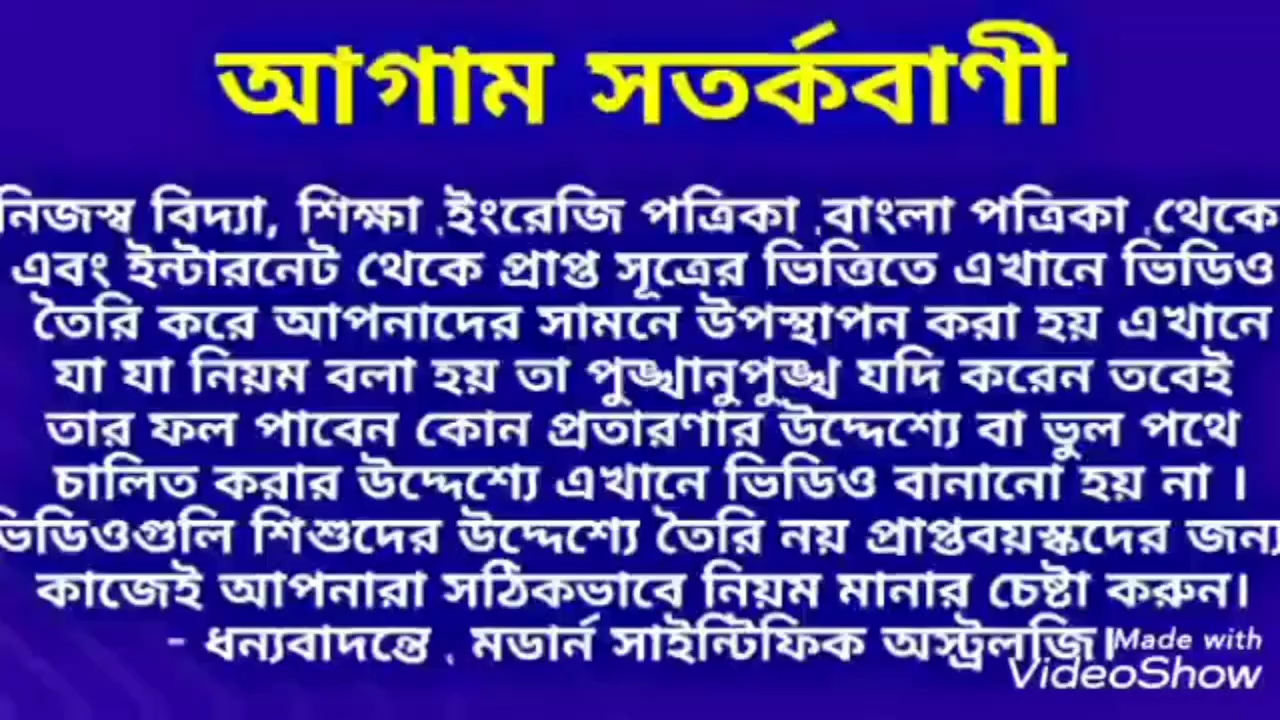 আগাম সতর্কবাণী
নিজস্ব বিদ্যা, শিক্ষা ,ইংরেজি পত্রিকা ,বাংলা পত্রিকা ,থেকে
এবং ইন্টারনেট থেকে প্রাপ্ত সূত্রের ভিত্তিতে এখানে ভিডিও
তৈরি করে আপনাদের সামনে উপস্থাপন করা হয় এখানে
যা যা নিয়ম বলা হয় তা পুঙ্খানুপুঙ্খ যদি করেন তবেই
তার ফল পাবেন কোন প্রতারণার উদ্দেশ্যে বা ভুল পথে
চালিত করার উদ্দেশ্যে এখানে ভিডিও বানানো হয় না ।
ভিডিওগুলি শিশুদের উদ্দেশ্যে তৈরি নয় প্রাপ্তবয়স্কদের জন্য
কাজেই আপনারা সঠিকভাবে নিয়ম মানার চেষ্টা করুন।
- ধন্যবাদন্তে , মডার্ন সাইন্টিফিক অস্ট্রলজি।
Made with
VideoShow